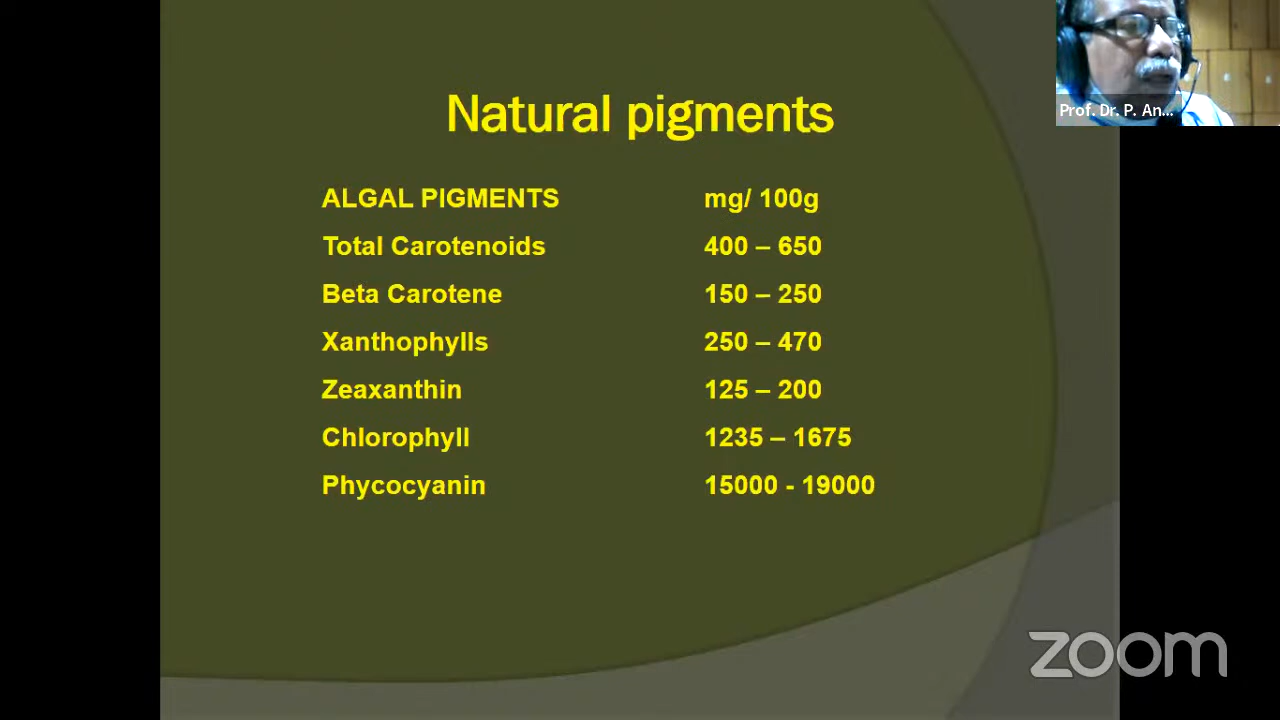 Natural pigments
Prof. Dr. P. An...
ALGAL PIGMENTS mg/ 100g
Total Carotenoids 400 – 650
Beta Carotene 150 – 250
Xanthophylls 250 – 470
Zeaxanthin 125 – 200
Chlorophyll 1235 – 1675
Phycocyanin 15000 - 19000
zoom